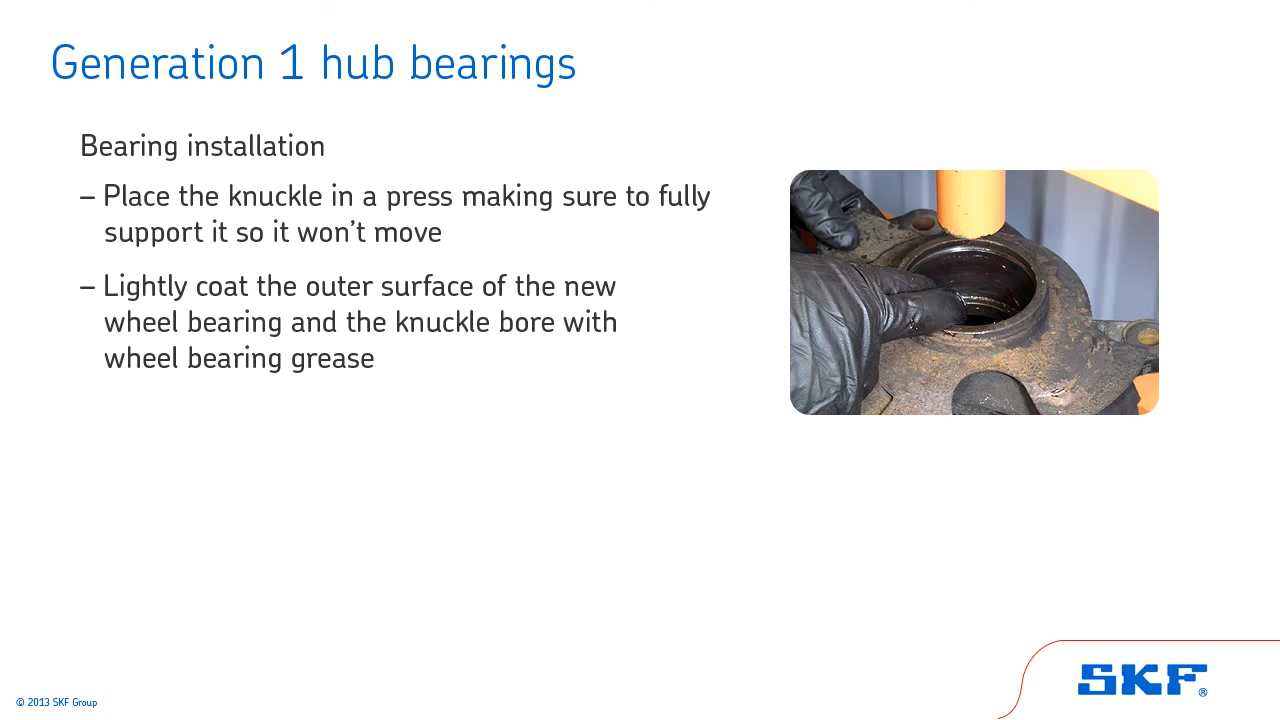 Generation 1 hub bearings
Bearing installation
– Place the knuckle in a press making sure to fully
support it so it won’t move
– Lightly coat the outer surface of the new
wheel bearing and the knuckle bore with
wheel bearing grease
SKF®
© 2013 SKF Group